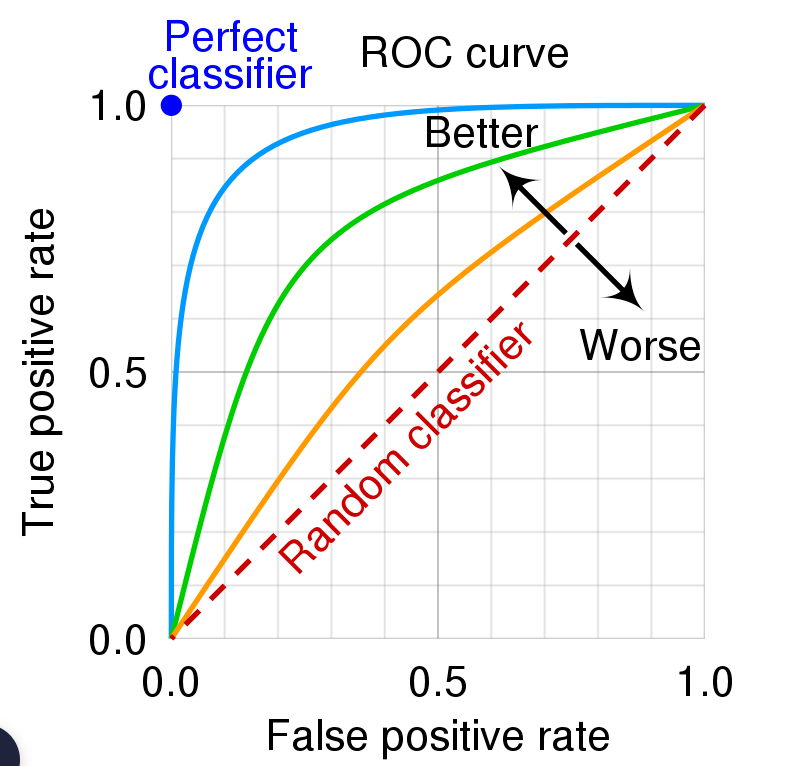 Perfect
classifier
ROC curve
1.0
Better
True positive rate
0.5
Worse
Random classifier
0.0
0.0
0.5
1.0
False positive rate